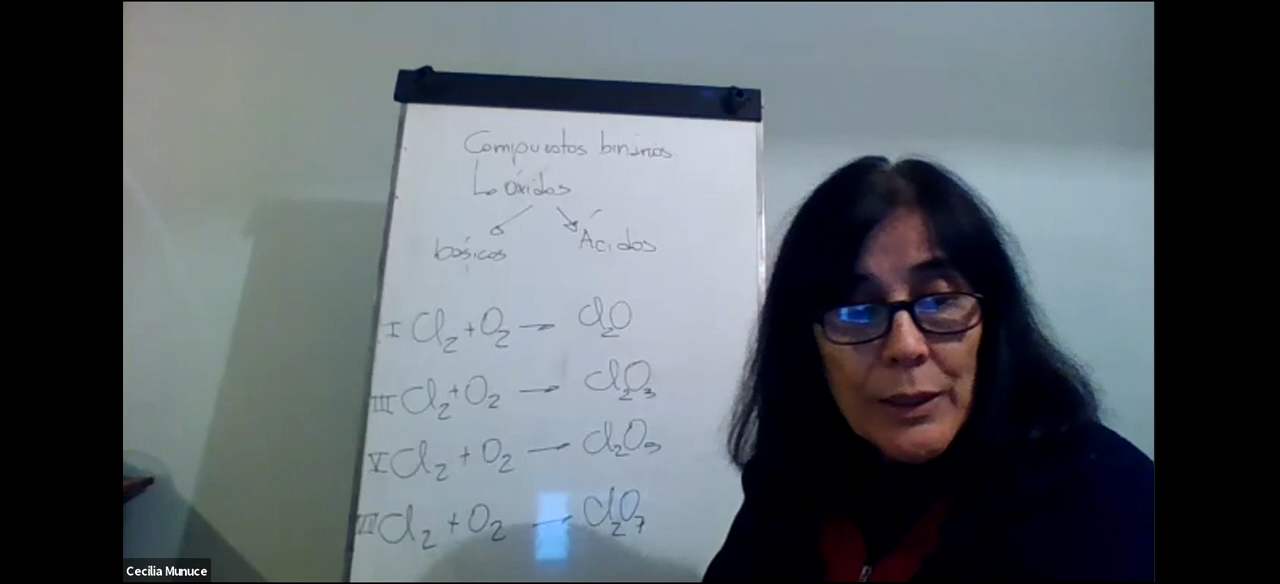 Compuestos binarios
↳ óxidos
básicos Ácidos
I Cl₂ + O₂ → Cl₂O
III Cl₂ + O₂ → Cl₂O₃
V Cl₂ + O₂ → Cl₂O₅
Cl₂ + O₂ → Cl₂O₇
Cecilia Munuce